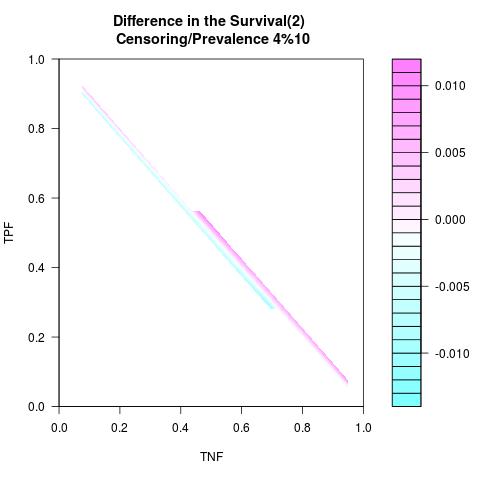 Difference in the Survival(2)
Censoring/Prevalence 4%10
1.0
0.8
0.6
0.4
0.2
0.0
TPF
0.0 0.2 0.4 0.6 0.8 1.0
TNF
0.010
0.005
0.000
-0.005
-0.010